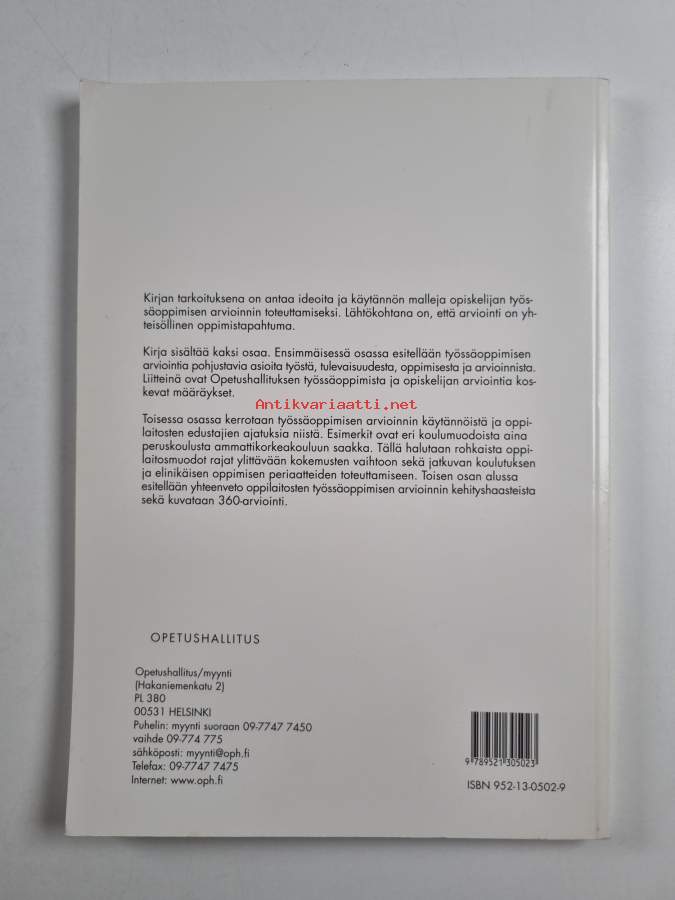 Kirjan tarkoituksena on antaa ideoita ja käytännön malleja opiskelijan työs-
säoppimisen arvioinnin toteuttamiseksi. Lähtökohtana on, että arviointi on yh-
teisöllinen oppimistapahtuma.
Kirja sisältää kaksi osaa. Ensimmäisessä osassa esitellään työssäoppimisen
arviointia pohjustavia asioita työstä, tulevaisuudesta, oppimisesta ja arvioinnista.
Liitteinä ovat Opetushallituksen työssäoppimista ja opiskelijan arviointia kos-
kevat määräykset.
Antikvariaatti.net
Toisessa osassa kerrotaan työssäoppimisen arvioinnin käytännöistä ja oppi-
laitosten edustajien ajatuksia niistä. Esimerkit ovat eri koulumuodoista aina
peruskoulusta ammattikorkeakouluun saakka. Tällä halutaan rohkaista oppi-
laitosmuodot rajat ylittävään kokemusten vaihtoon sekä jatkuvan koulutuksen
ja elinikäisen oppimisen periaatteiden toteuttamiseen. Toisen osan alussa
esitellään yhteenveto oppilaitosten työssäoppimisen arvioinnin kehityshaasteista
sekä kuvataan 360-arviointi.
OPETUSHALLITUS
Opetushallitus/myynti
(Hakaniemenkatu 2)
PL 380
00531 HELSINKI
Puhelin: myynti suoraan 09-7747 7450
vaihde 09-774 775
sähköposti: myynti@oph.fi
Telefax: 09-7747 7475
Internet: www.oph.fi
9 789521 305023
ISBN 952-13-0502-9